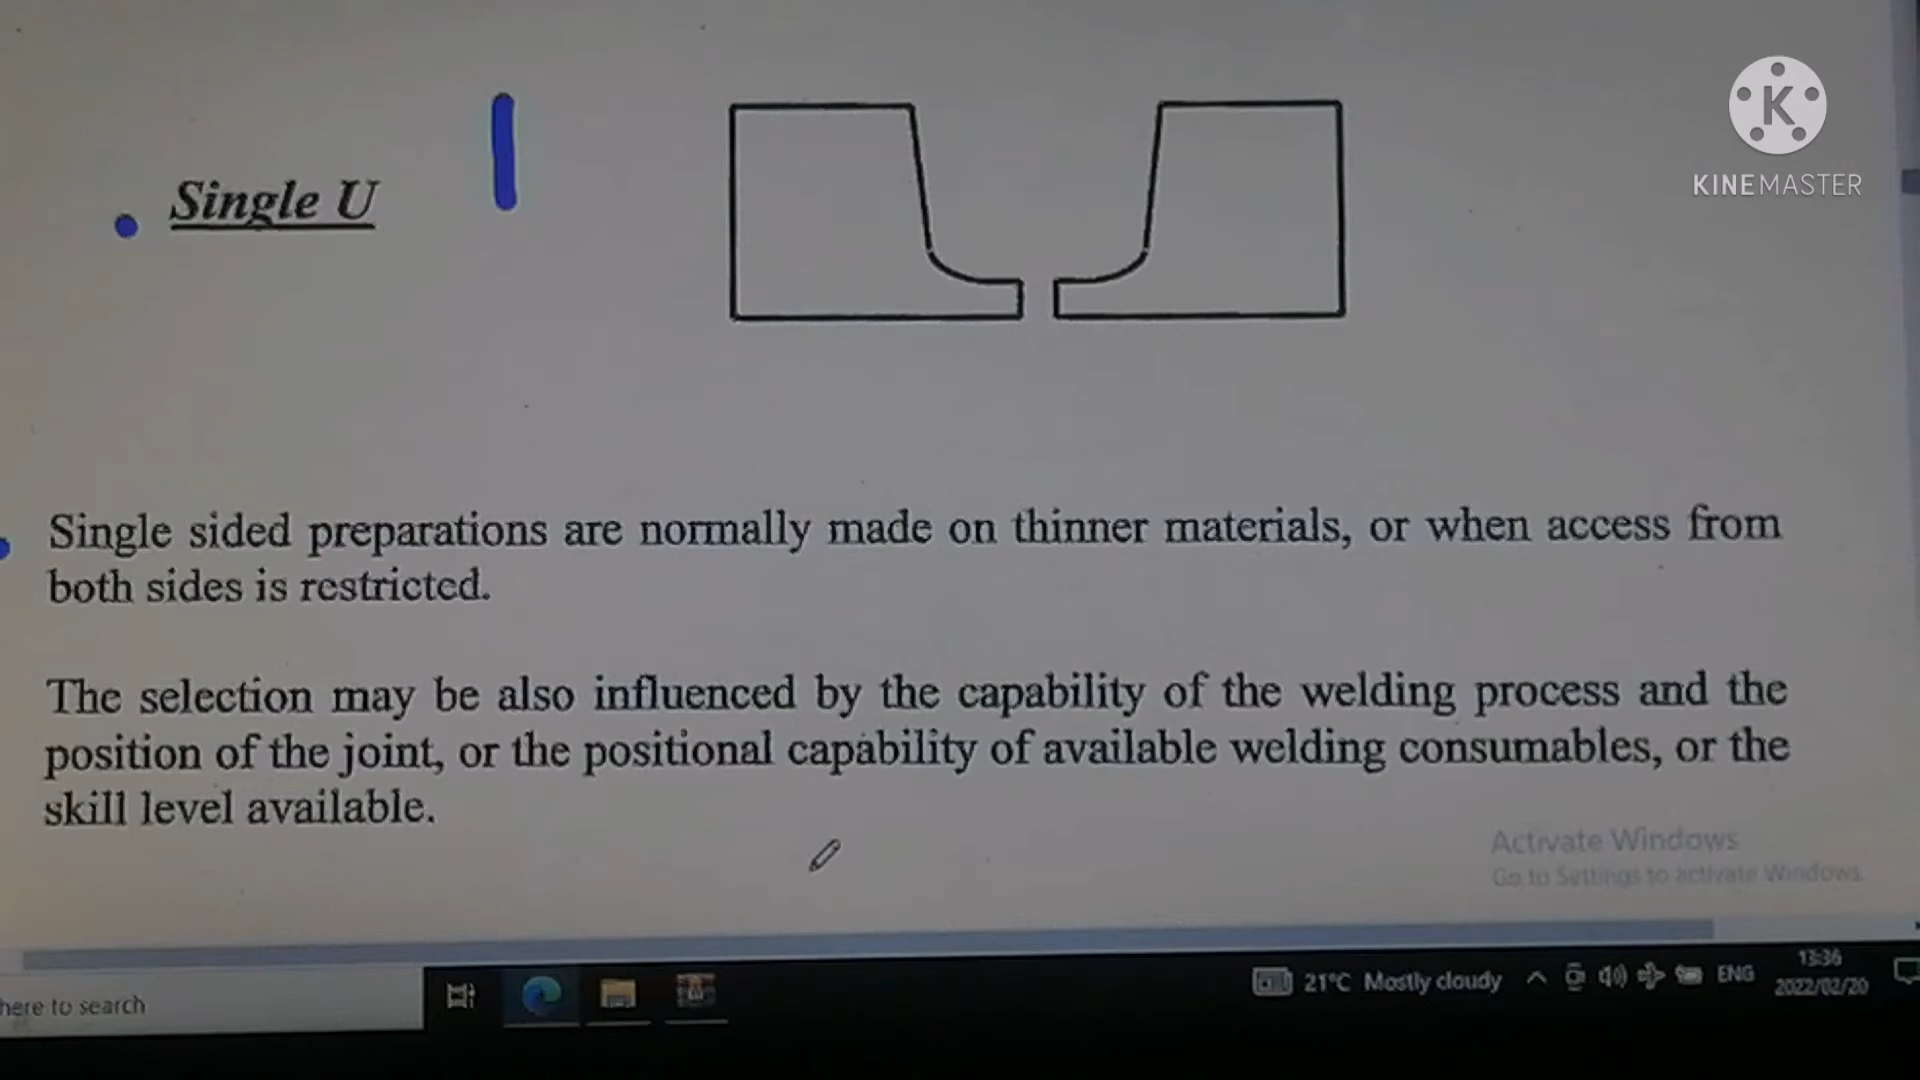 K
KINEMASTER
Single U
Single sided preparations are normally made on thinner materials, or when access from
both sides is restricted.
The selection may be also influenced by the capability of the welding process and the
position of the joint, or the positional capability of available welding consumables, or the
skill level available.
Activate Windows
Go to Settings to activate Windows.
here to search
21°C Mostly cloudy
ENG
13:36
2022/02/20